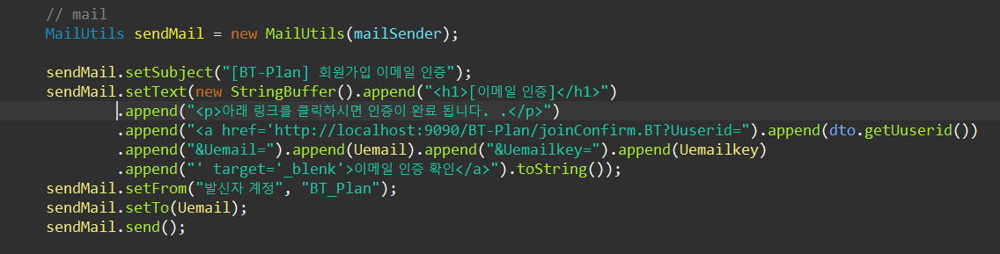 // mail
MailUtils sendMail = new MailUtils(mailSender);
sendMail.setSubject("[BT-Plan] 회원가입 이메일 인증");
sendMail.setText(new StringBuffer().append("<h1>[이메일 인증]</h1>")
.append("<p>아래 링크를 클릭하시면 인증이 완료 됩니다. .</p>")
.append("<a href='http://localhost:9090/BT-Plan/joinConfirm.BT?Uuserid=").append(dto.getUuserid())
.append("&Uemail=").append(Uemail).append("&Uemailkey=").append(Uemailkey)
.append("' target='_blenk'>이메일 인증 확인</a>").toString());
sendMail.setFrom("발신자 계정", "BT_Plan");
sendMail.setTo(Uemail);
sendMail.send();